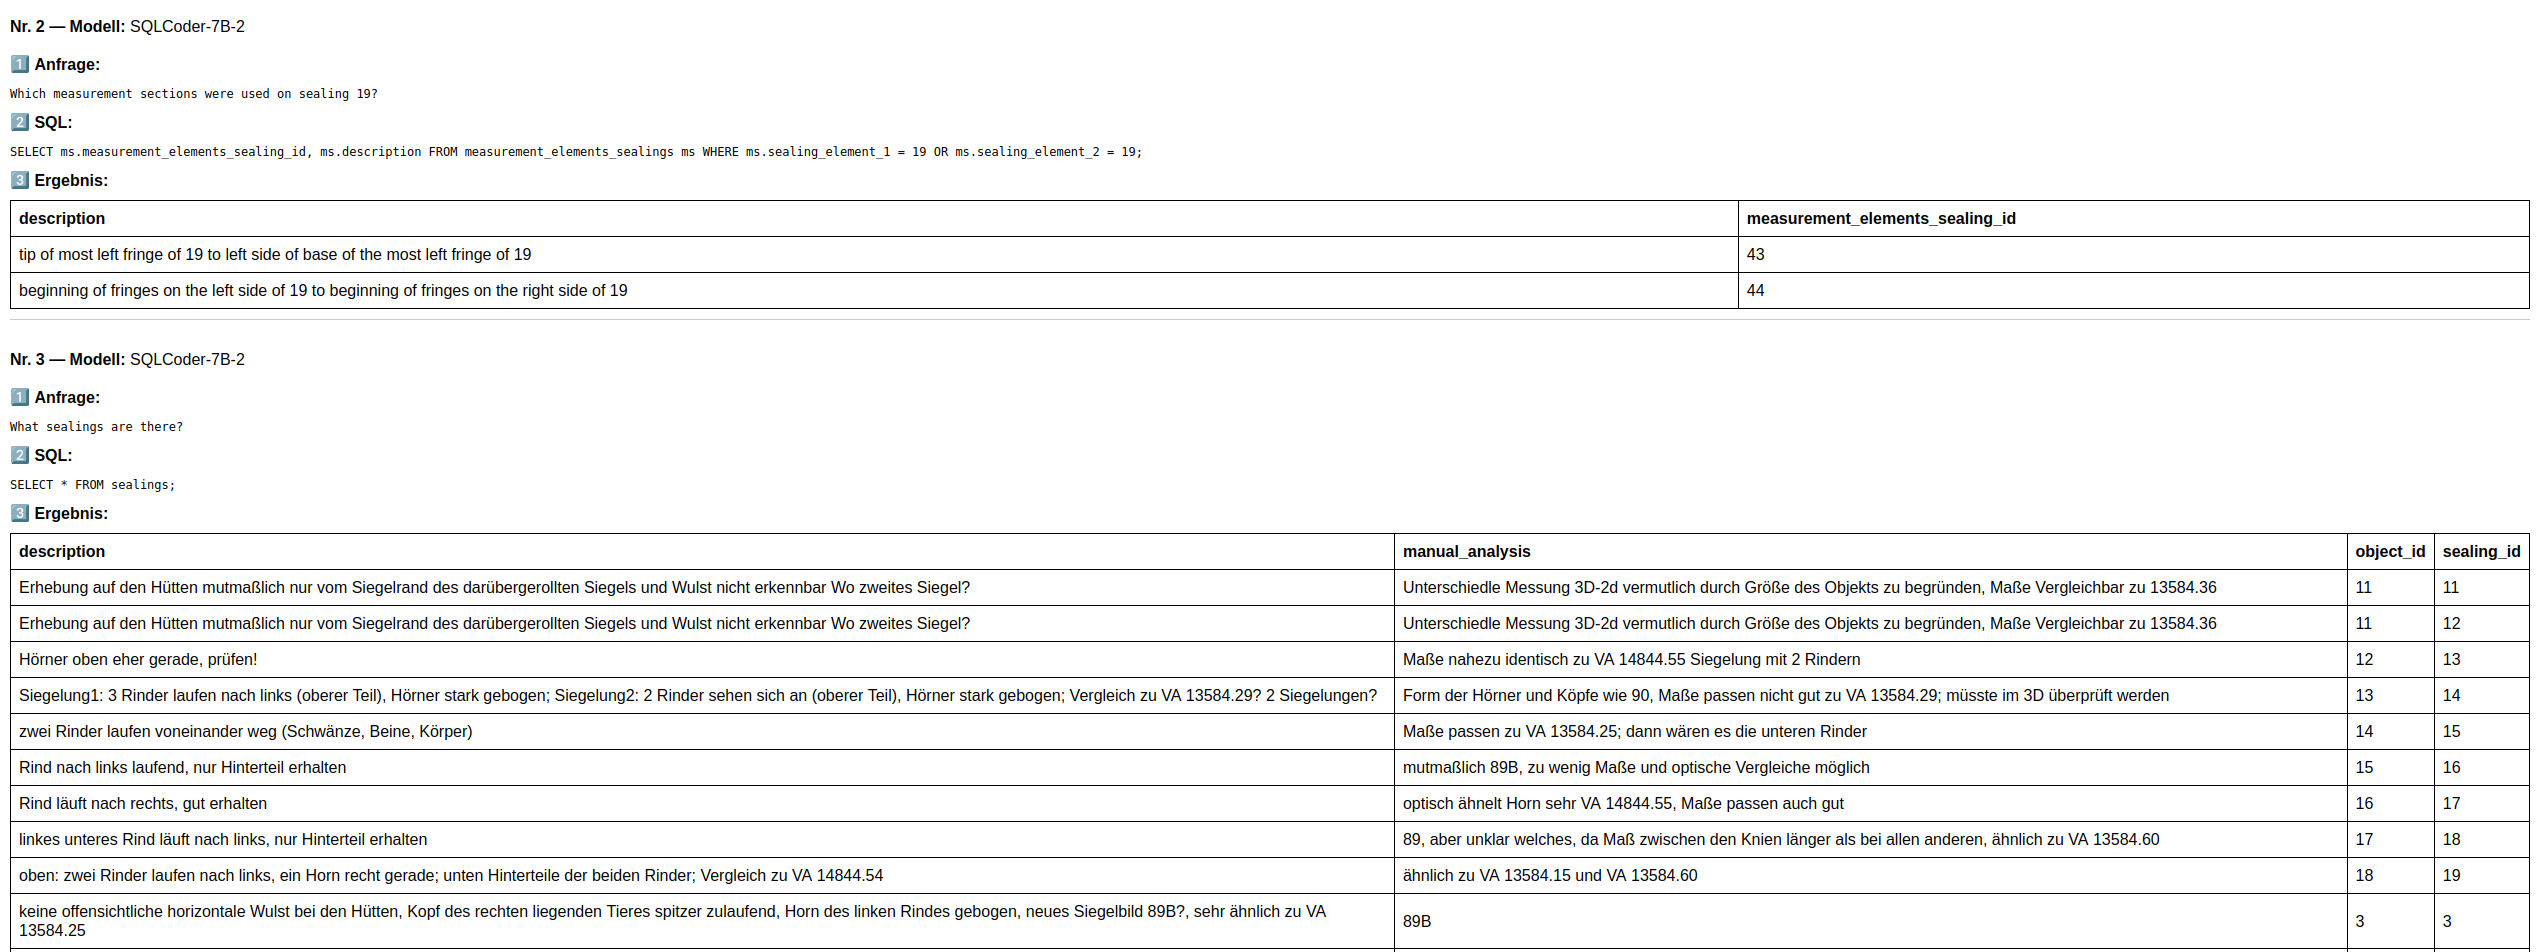 Nr. 2 — Modell: SQLCoder-7B-2
1 Anfrage:
Which measurement sections were used on sealing 19?
2 SQL:
SELECT ms.measurement_elements_sealing_id, ms.description FROM measurement_elements_sealings ms WHERE ms.sealing_element_1 = 19 OR ms.sealing_element_2 = 19;
3 Ergebnis:
description measurement_elements_sealing_id
tip of most left fringe of 19 to left side of base of the most left fringe of 19 43
beginning of fringes on the left side of 19 to beginning of fringes on the right side of 19 44
Nr. 3 — Modell: SQLCoder-7B-2
1 Anfrage:
What sealings are there?
2 SQL:
SELECT * FROM sealings;
3 Ergebnis:
description manual_analysis object_id sealing_id
Erhebung auf den Hütten mutmaßlich nur vom Siegelrand des darübergerollten Siegels und Wulst nicht erkennbar Wo zweites Siegel? Unterschiedle Messung 3D-2d vermutlich durch Größe des Objekts zu begründen, Maße Vergleichbar zu 13584.36 11 11
Erhebung auf den Hütten mutmaßlich nur vom Siegelrand des darübergerollten Siegels und Wulst nicht erkennbar Wo zweites Siegel? Unterschiedle Messung 3D-2d vermutlich durch Größe des Objekts zu begründen, Maße Vergleichbar zu 13584.36 11 12
Hörner oben eher gerade, prüfen! Maße nahezu identisch zu VA 14844.55 Siegelung mit 2 Rindern 12 13
Siegelung1: 3 Rinder laufen nach links (oberer Teil), Hörner stark gebogen; Siegelung2: 2 Rinder sehen sich an (oberer Teil), Hörner stark gebogen; Vergleich zu VA 13584.29? 2 Siegelungen? Form der Hörner und Köpfe wie 90, Maße passen nicht gut zu VA 13584.29; müsste im 3D überprüft werden 13 14
zwei Rinder laufen voneinander weg (Schwänze, Beine, Körper) Maße passen zu VA 13584.25; dann wären es die unteren Rinder 14 15
Rind nach links laufend, nur Hinterteil erhalten mutmaßlich 89B, zu wenig Maße und optische Vergleiche möglich 15 16
Rind läuft nach rechts, gut erhalten optisch ähnelt Horn sehr VA 14844.55, Maße passen auch gut 16 17
linkes unteres Rind läuft nach links, nur Hinterteil erhalten 89, aber unklar welches, da Maß zwischen den Knien länger als bei allen anderen, ähnlich zu VA 13584.60 17 18
oben: zwei Rinder laufen nach links, ein Horn recht gerade; unten Hinterteile der beiden Rinder; Vergleich zu VA 14844.54 ähnlich zu VA 13584.15 und VA 13584.60 18 19
keine offensichtliche horizontale Wulst bei den Hütten, Kopf des rechten liegenden Tieres spitzer zulaufend, Horn des linken Rindes gebogen, neues Siegelbild 89B?, sehr ähnlich zu VA
13584.25 89B 3 3